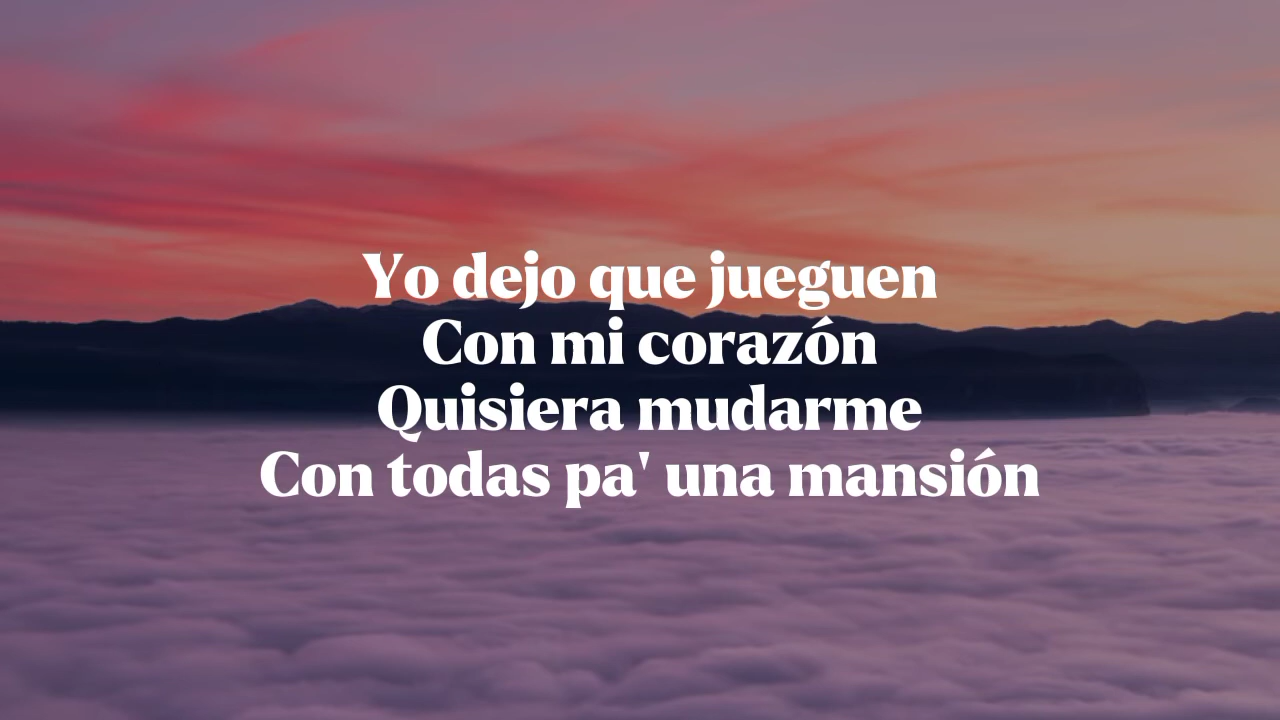 Yo dejo que jueguen
Con mi corazón
Quisiera mudarme
Con todas pa' una mansión